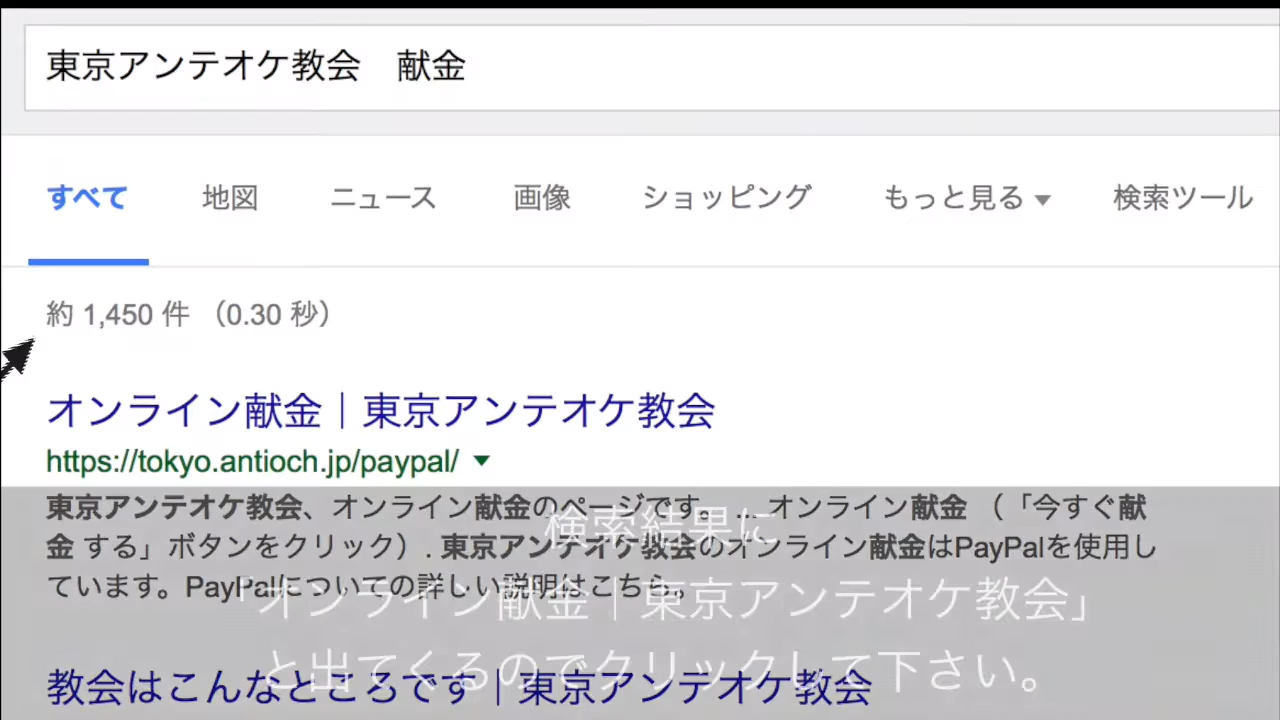 東京アンテオケ教会　献金
すべて 地図 ニュース 画像 ショッピング もっと見る 検索ツール
約 1,450 件 （0.30 秒）
オンライン献金｜東京アンテオケ教会
https://tokyo.antioch.jp/paypal/
東京アンテオケ教会、オンライン献金のページです。 ... オンライン献金 （「今すぐ献
金 する」ボタンをクリック）. 東京アンテオケ教会のオンライン献金はPayPalを使用し
ています。PayPalについての詳しい説明はこちら。
検索結果に
「オンライン献金｜東京アンテオケ教会」
と出てくるのでクリックして下さい。
教会はこんなところです｜東京アンテオケ教会